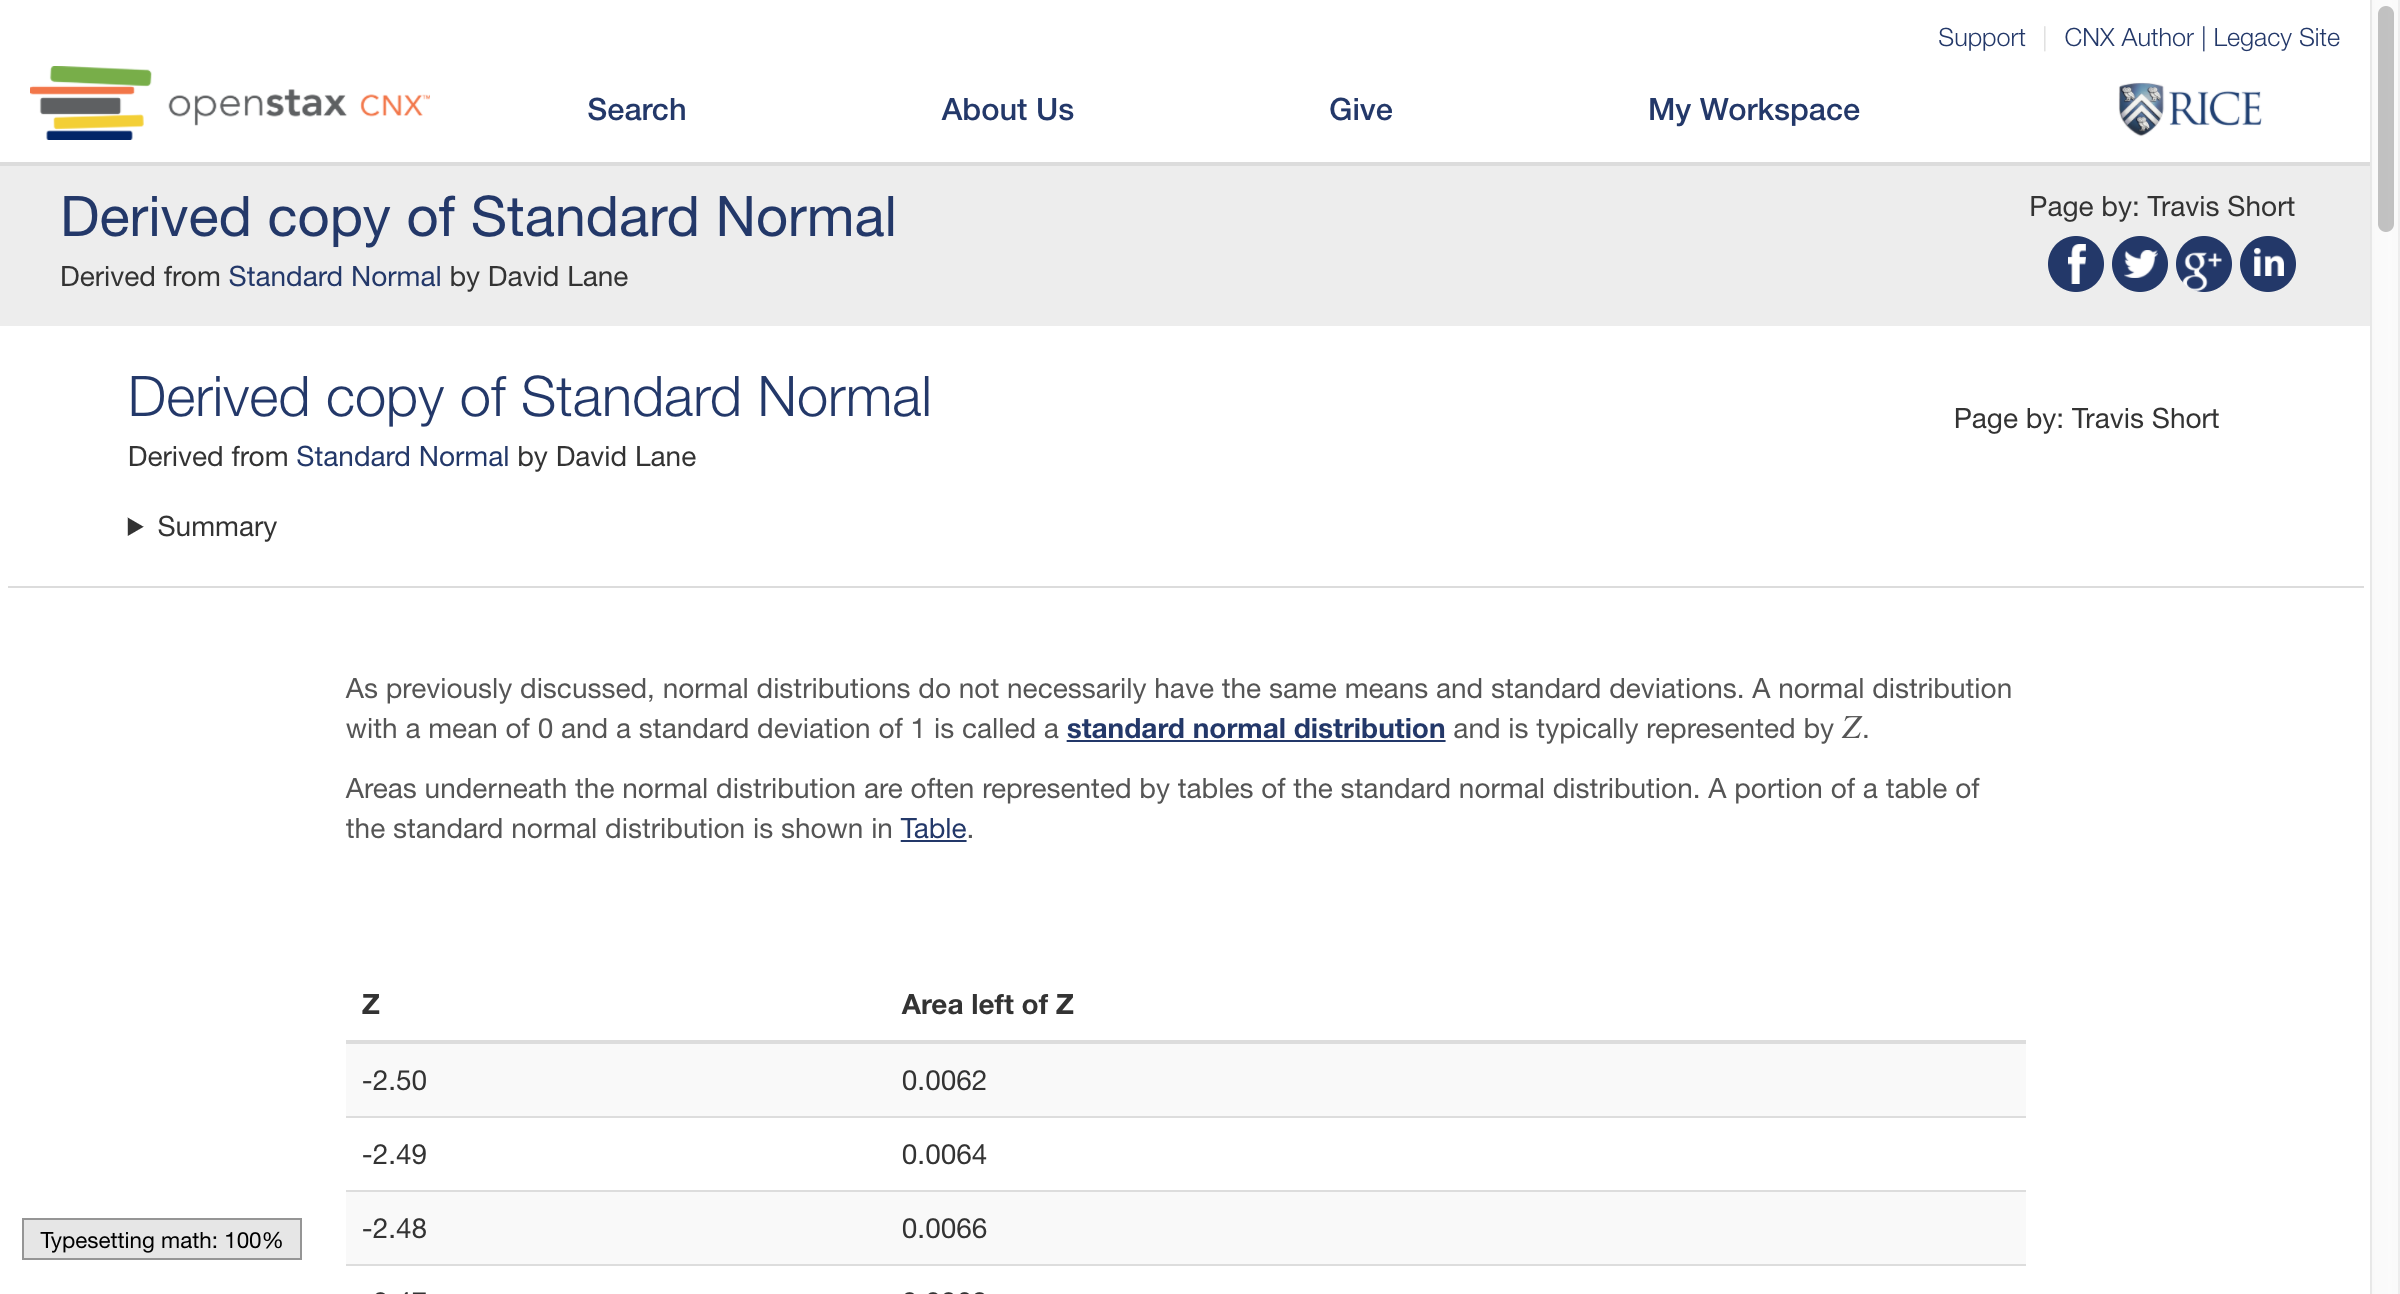 Support
CNX Author | Legacy Site
openstax CNX™
Search
About Us
Give
My Workspace
RICE
Derived copy of Standard Normal
Derived from Standard Normal by David Lane
Page by: Travis Short
f
g+
in
Derived copy of Standard Normal
Derived from Standard Normal by David Lane
Page by: Travis Short
▶ Summary
As previously discussed, normal distributions do not necessarily have the same means and standard deviations. A normal distribution
with a mean of 0 and a standard deviation of 1 is called a standard normal distribution and is typically represented by Z.
Areas underneath the normal distribution are often represented by tables of the standard normal distribution. A portion of a table of
the standard normal distribution is shown in Table.
Z Area left of Z
-2.50 0.0062
-2.49 0.0064
-2.48 0.0066
Typesetting math: 100%